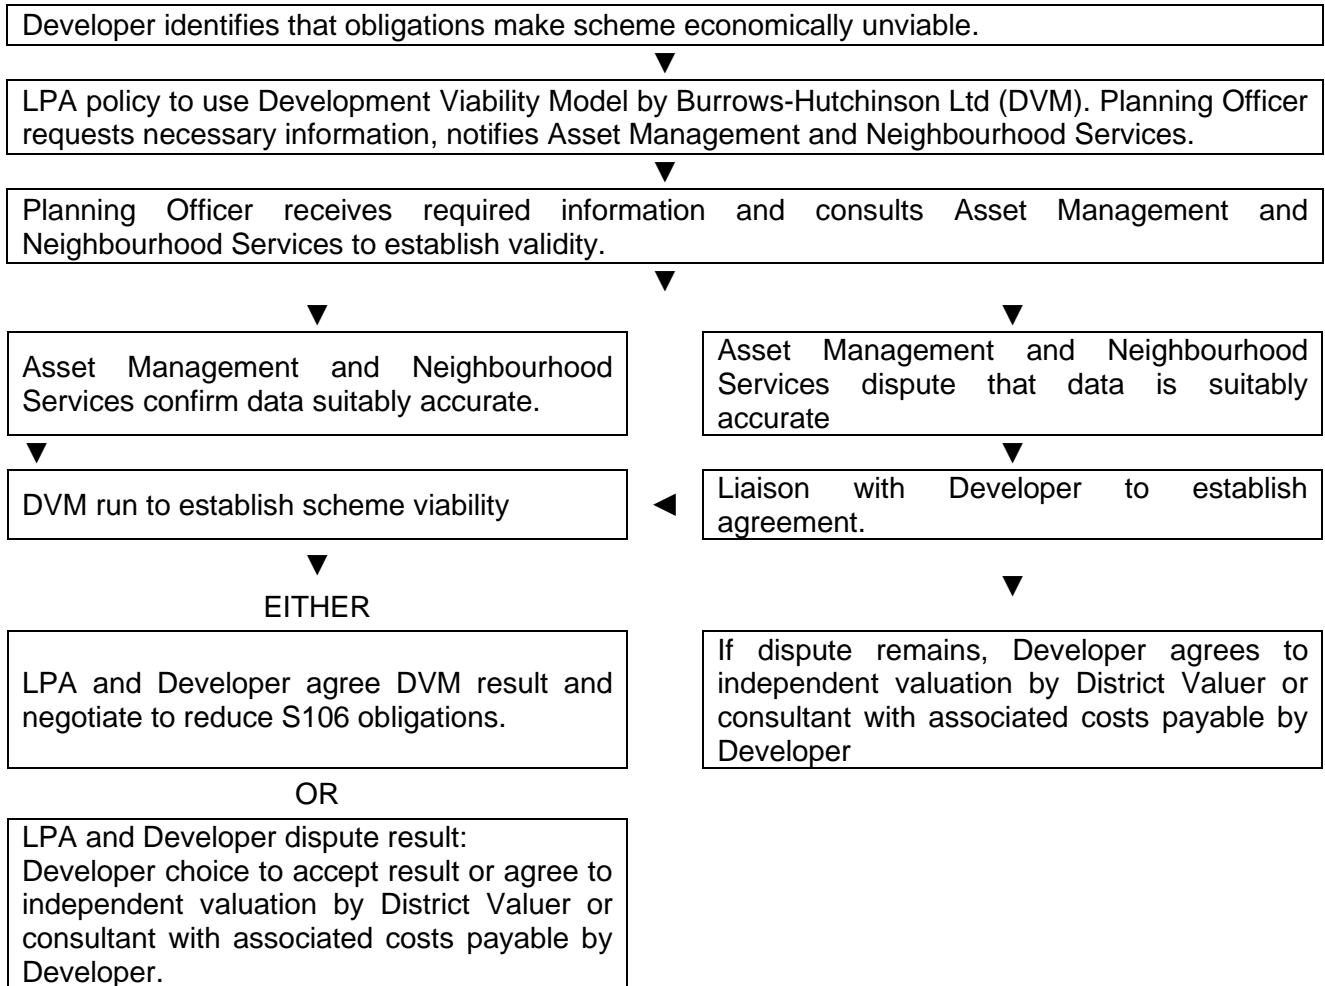 Developer identifies that obligations make scheme economically unviable.
▼
LPA policy to use Development Viability Model by Burrows-Hutchinson Ltd (DVM). Planning Officer
requests necessary information, notifies Asset Management and Neighbourhood Services.
▼
Planning Officer receives required information and consults Asset Management and
Neighbourhood Services to establish validity.
▼
▼
▼
Asset Management and Neighbourhood
Services confirm data suitably accurate.
Asset Management and Neighbourhood
Services dispute that data is suitably
accurate
▼
▼
DVM run to establish scheme viability
◄
Liaison with Developer to establish
agreement.
▼
▼
EITHER
LPA and Developer agree DVM result and
negotiate to reduce S106 obligations.
If dispute remains, Developer agrees to
independent valuation by District Valuer or
consultant with associated costs payable by
Developer
OR
LPA and Developer dispute result:
Developer choice to accept result or agree to
independent valuation by District Valuer or
consultant with associated costs payable by
Developer.